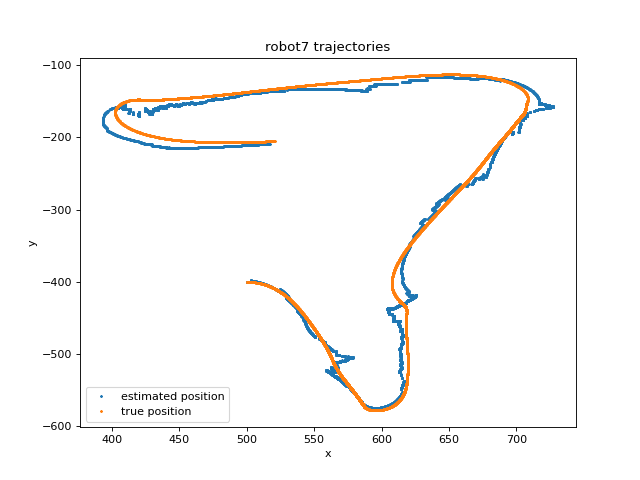 robot7 trajectories
−100
−200
−300
−400
−500
−600
y
400
450
500
550
600
650
700
x
estimated position
true position